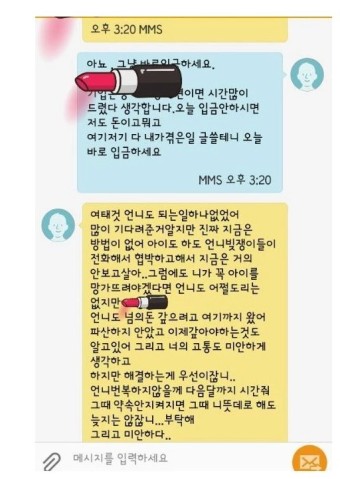 오후 3:20 MMS
아뇨 그냥 바로입금하세요.
이면 시간많이
드렸다 생각합니다.오늘 입금안하시면
저도 돈이고뭐고
여기저기 다 내가겪은일 글쓸테니 오늘
바로 입금하세요
MMS 오후 3:20
여태것 언니도 되는일하나없었어
많이 기다려준거알지만 진짜 지금은
방법이 없어 아이도 하도 언니빚쟁이들이
전화해서 협박하고해서 지금은 거의
안보고살아..그럼에도 니가 꼭 아이를
망가뜨려야겠다면 언니도 어쩔도리는
없지만
언니도 넘의돈 갚으려고 여기까지 왔어
파산하지 안았고 이제갚아야하는것도
알고있어 그리고 너의 고통도 미안하게
생각하고
하지만 해결하는게 우선이잖니..
언니번복하지않을께 다음달까지 시간줘
그때 약속안지켜지면 그때 니뜻데로 해도
늦지는 않잖니...부탁해
그리고 미안하다..
메시지를 입력하세요